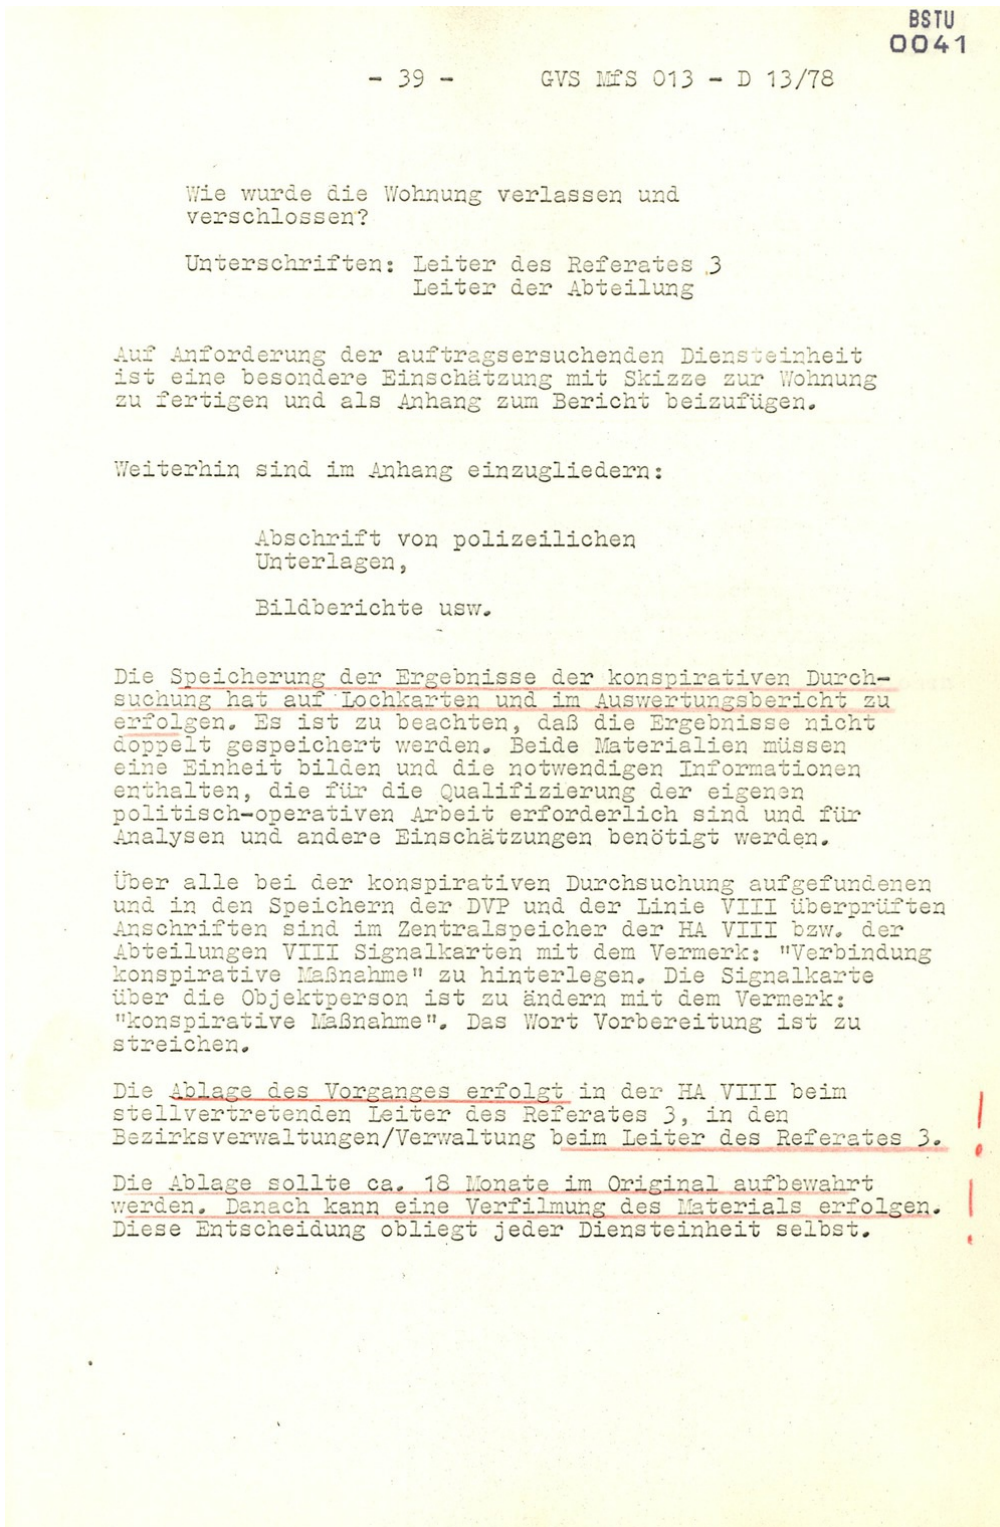 BSTU
0041
- 39 - GVS MfS 013 - D 13/78
Wie wurde die Wohnung verlassen und
verschlossen?
Unterschriften: Leiter des Referates 3
Leiter der Abteilung
Auf Anforderung der auftragsersuchenden Diensteinheit
ist eine besondere Einschätzung mit Skizze zur Wohnung
zu fertigen und als Anhang zum Bericht beizufügen.
Weiterhin sind im Anhang einzugliedern:
Abschrift von polizeilichen
Unterlagen,
Bildberichte usw.
Die Speicherung der Ergebnisse der konspirativen Durch-
suchung hat auf Lochkarten und im Auswertungsbericht zu
erfolgen. Es ist zu beachten, daß die Ergebnisse nicht
doppelt gespeichert werden. Beide Materialien müssen
eine Einheit bilden und die notwendigen Informationen
enthalten, die für die Qualifizierung der eigenen
politisch-operativen Arbeit erforderlich sind und für
Analysen und andere Einschätzungen benötigt werden.
Über alle bei der konspirativen Durchsuchung aufgefundenen
und in den Speichern der DVP und der Linie VIII überprüften
Anschriften sind im Zentralspeicher der HA VIII bzw. der
Abteilungen VIII Signalkarten mit dem Vermerk: "Verbindung
konspirative Maßnahme" zu hinterlegen. Die Signalkarte
über die Objektperson ist zu ändern mit dem Vermerk:
"konspirative Maßnahme". Das Wort Vorbereitung ist zu
streichen.
Die Ablage des Vorganges erfolgt in der HA VIII beim
stellvertretenden Leiter des Referates 3, in den
Bezirksverwaltungen/Verwaltung beim Leiter des Referates 3.
Die Ablage sollte ca. 18 Monate im Original aufbewahrt
werden. Danach kann eine Verfilmung des Materials erfolgen.
Diese Entscheidung obliegt jeder Diensteinheit selbst.